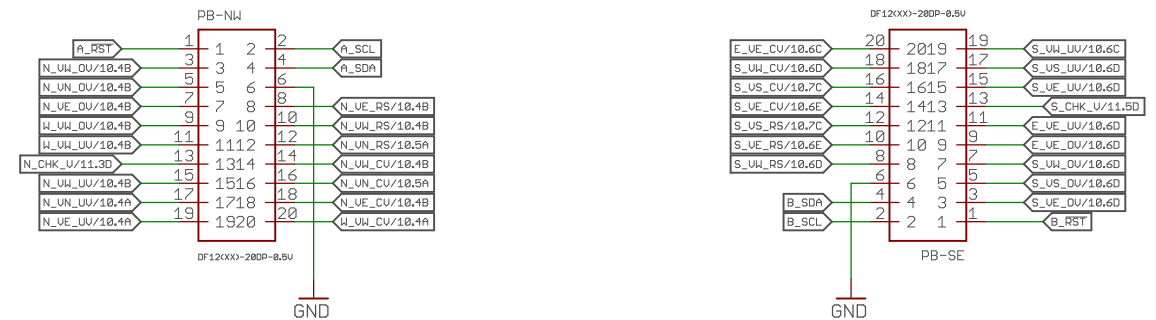 PB-NW
A_RST 1 1 2 2 A_SCL
N_VW_OV/10.4B 3 3 4 4 A_SDA
N_VN_OV/10.4B 5 5 6 6
N_VE_OV/10.4B 7 7 8 8 N_VE_RS/10.4B
W_VW_OV/10.4B 9 9 10 10 N_VW_RS/10.4B
W_VW_UV/10.4B 11 1112 12 N_VN_RS/10.5A
N_CHK_V/11.3D 13 1314 14 N_VW_CV/10.4B
N_VW_UV/10.4B 15 1516 16 N_VN_CV/10.5A
N_VN_UV/10.4A 17 1718 18 N_VE_CV/10.4B
N_VE_UV/10.4A 19 1920 20 W_VW_CV/10.4A
DF12(XX)-20DP-0.5V
GND
DF12(XX)-20DP-0.5V
E_VE_CV/10.6C 20 2019 19 S_VW_UV/10.6C
S_VW_CV/10.6D 18 1817 17 S_VS_UV/10.6D
S_VS_CV/10.7C 16 1615 15 S_VE_UV/10.6D
S_VE_CV/10.6E 14 1413 13 S_CHK_V/11.5D
S_VS_RS/10.7C 12 1211 11 E_VE_UV/10.6D
S_VE_RS/10.6E 10 10 9 9 E_VE_OV/10.6D
S_VW_RS/10.6D 8 8 7 7 S_VW_OV/10.6D
6 6 5 5 S_VS_OV/10.6D
B_SDA 4 4 3 3 S_VE_OV/10.6D
B_SCL 2 2 1 1 B_RST
PB-SE
GND